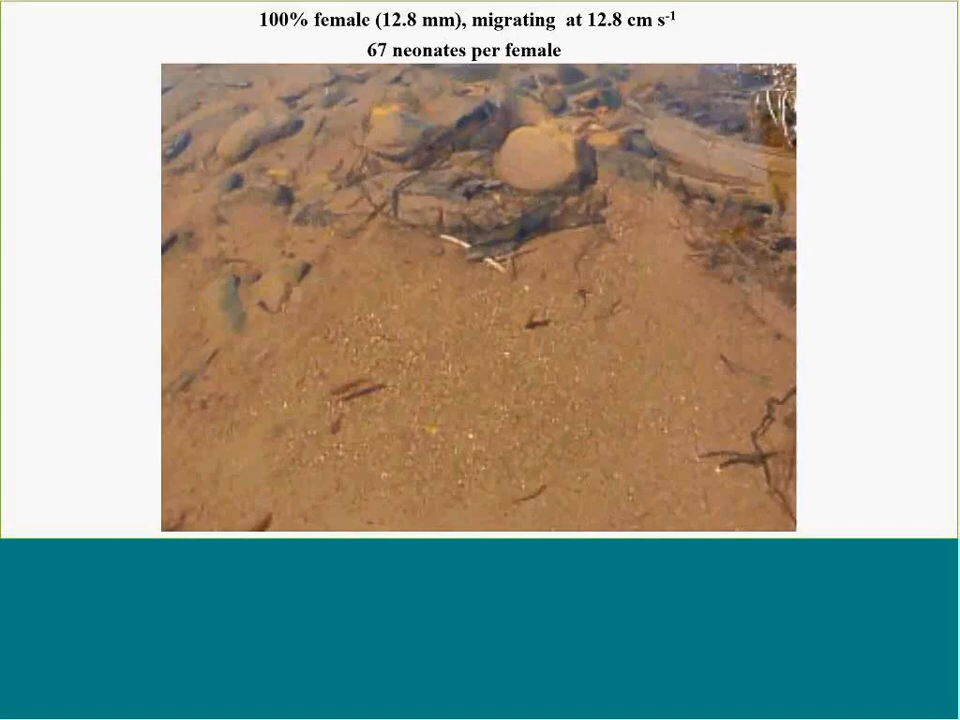 100% female (12.8 mm), migrating at 12.8 cm s⁻¹
67 neonates per female